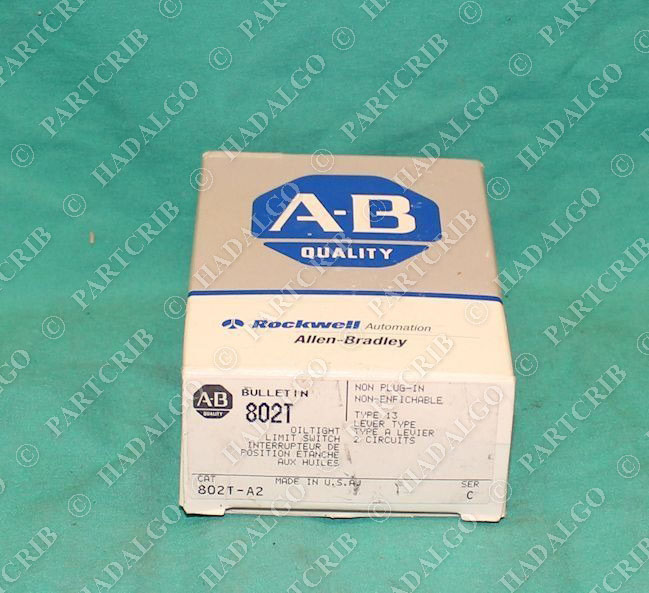 A-B
QUALITY
Rockwell Automation
Allen-Bradley
A-B
QUALITY
BULLETIN
802T
OILTIGHT
LIMIT SWITCH
INTERRUPTEUR DE
POSITION ETANCHE
AUX HUILES
NON PLUG-IN
NON-ENFICHABLE
TYPE 13
LEVER TYPE
TYPE A LEVIER
2 CIRCUITS
CAT
802T-A2
MADE IN U.S.A.
SER
C
© PARTCRIB
© HADALGO